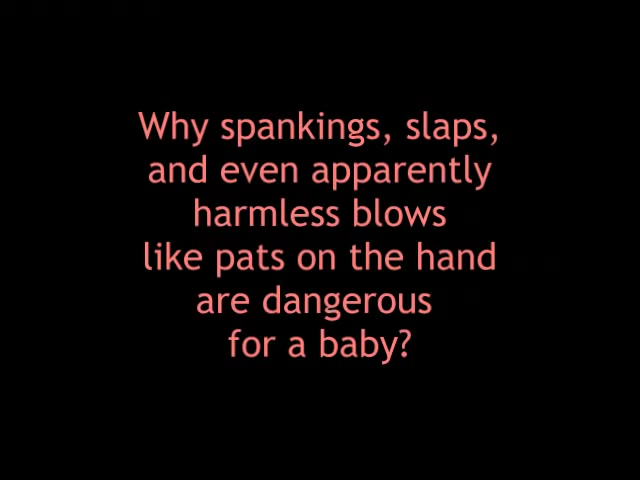 Why spankings, slaps,
and even apparently
harmless blows
like pats on the hand
are dangerous
for a baby?